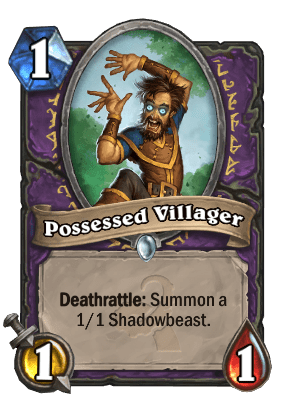 1
Possessed Villager
Deathrattle: Summon a
1/1 Shadowbeast.
1
1